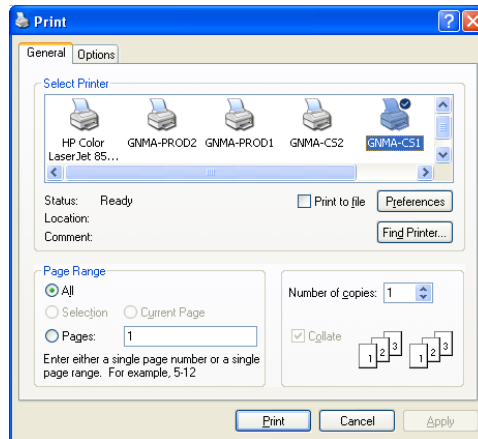 Print
General Options
Select Printer
HP Color
LaserJet 85...
GNMA-PROD2 GNMA-PROD1 GNMA-CS2 GNMA-CS1
Status: Ready
Print to file
Preferences
Location:
Comment:
Find Printer...
Page Range
All
Selection Current Page
Pages: 1
Enter either a single page number or a single
page range. For example, 5-12
Number of copies: 1
Collate
1 2 3 1 2 3
Print Cancel Apply